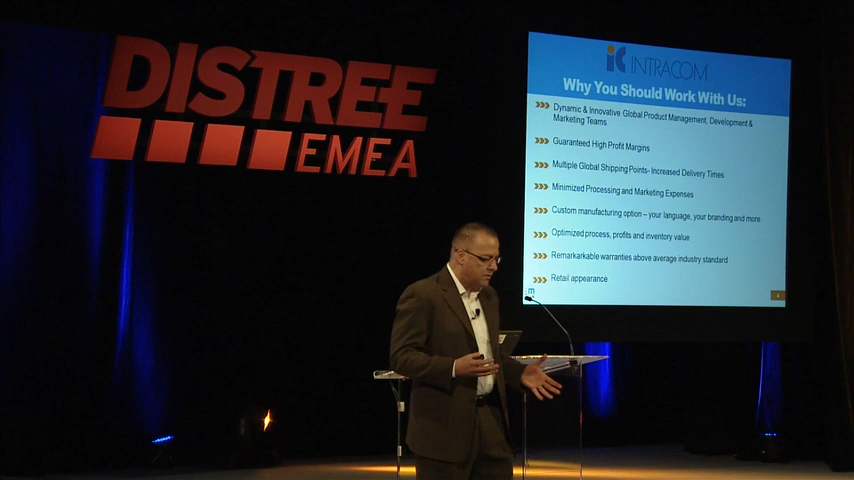 DISTREE
EMEA
iC INTRACOM
Why You Should Work With Us:
Dynamic & Innovative Global Product Management, Development &
Marketing Teams
Guaranteed High Profit Margins
Multiple Global Shipping Points- Increased Delivery Times
Minimized Processing and Marketing Expenses
Custom manufacturing option – your language, your branding and more
Optimized process, profits and inventory value
Remarkarkable warranties above average industry standard
Retail appearance